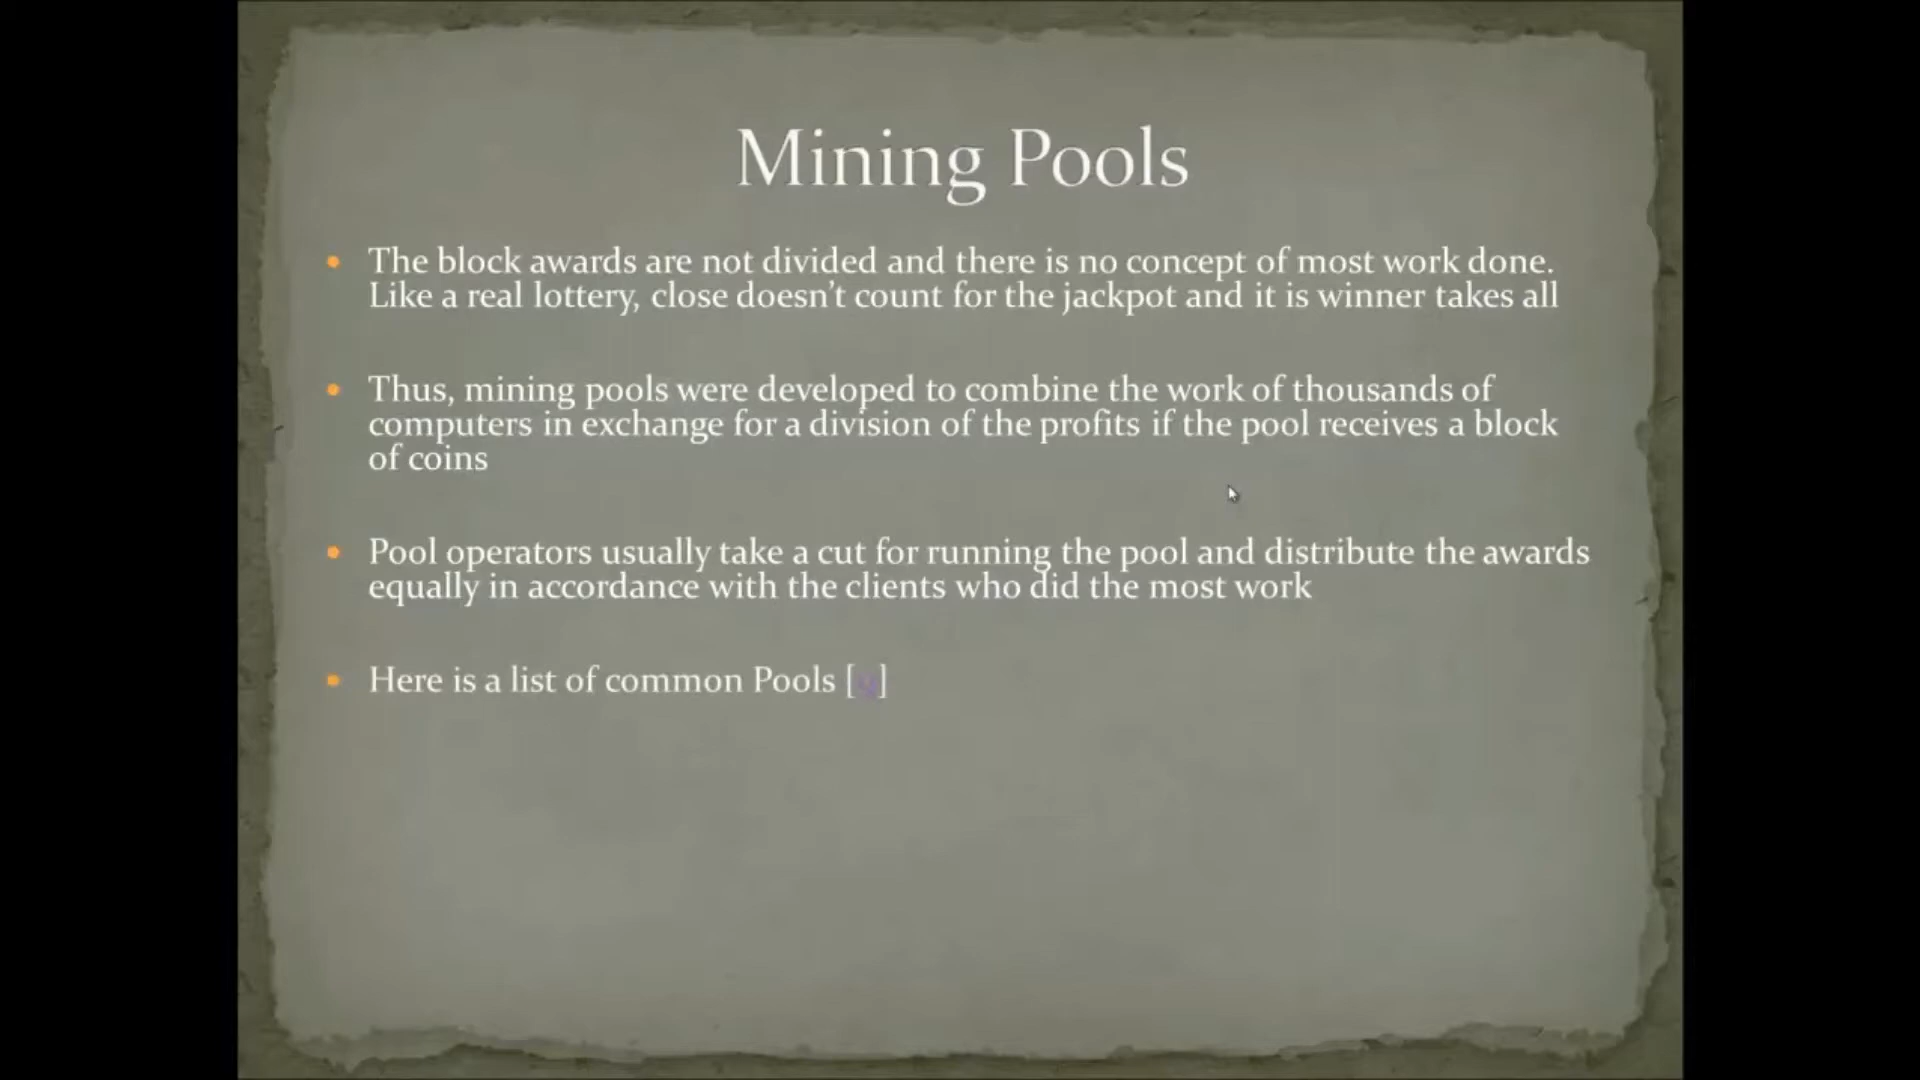 Mining Pools
The block awards are not divided and there is no concept of most work done.
Like a real lottery, close doesn't count for the jackpot and it is winner takes all
Thus, mining pools were developed to combine the work of thousands of
computers in exchange for a division of the profits if the pool receives a block
of coins
Pool operators usually take a cut for running the pool and distribute the awards
equally in accordance with the clients who did the most work
Here is a list of common Pools [